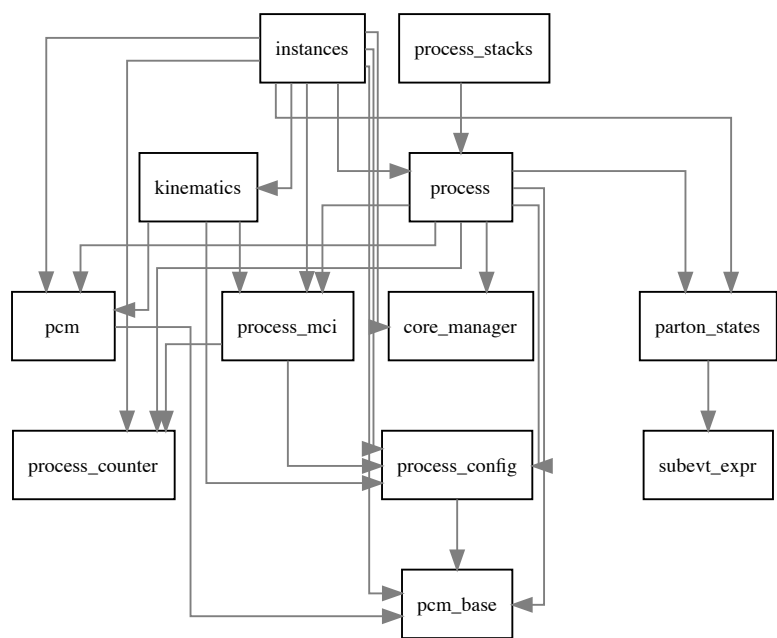 instances
process_stacks
kinematics
process
pcm
process_mci
core_manager
parton_states
process_counter
process_config
subevt_expr
pcm_base